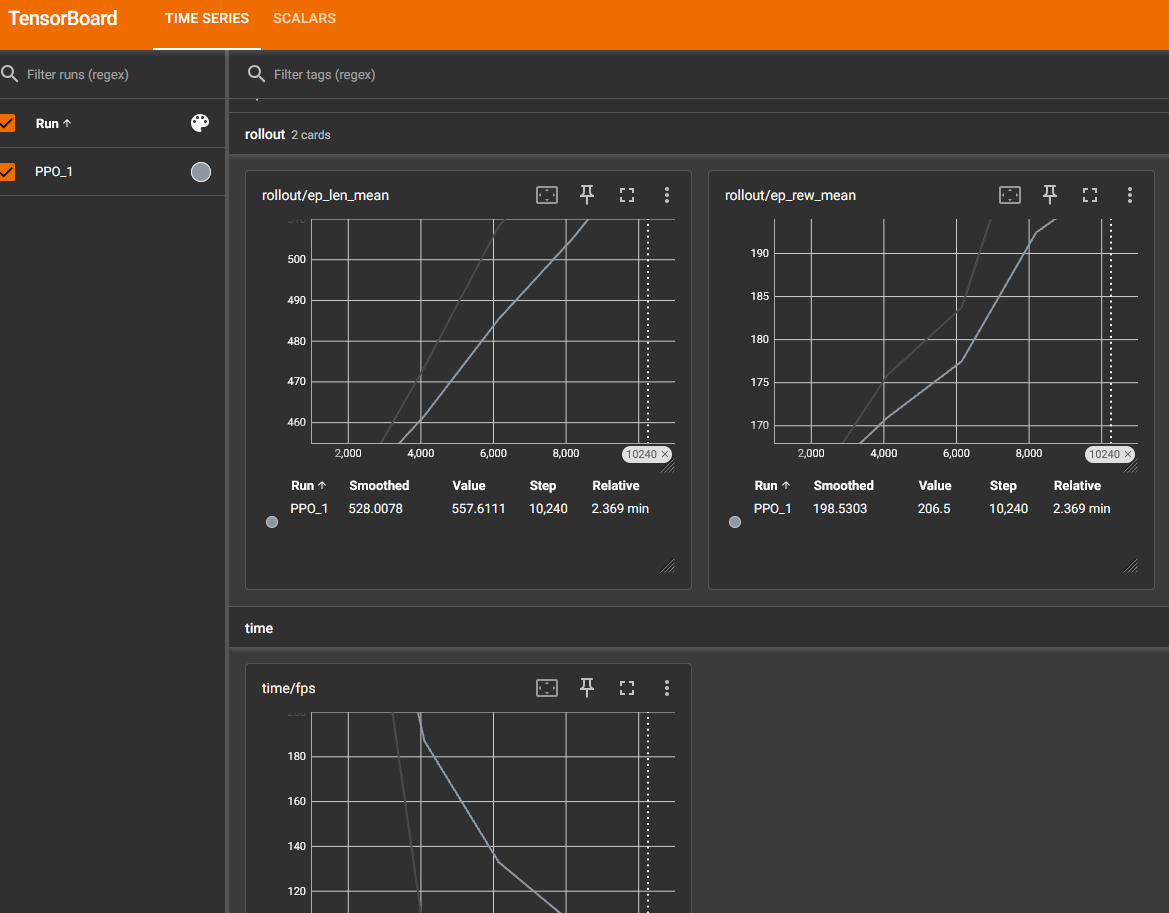 TensorBoard TIME SERIES SCALARS
Filter runs (regex) Filter tags (regex)
Run ↑
PPO_1
rollout 2 cards
rollout/ep_len_mean
500
490
480
470
460
2,000 4,000 6,000 8,000 10240 ×
Run ↑ Smoothed Value Step Relative
PPO_1 528.0078 557.6111 10,240 2.369 min
rollout/ep_rew_mean
190
185
180
175
170
2,000 4,000 6,000 8,000 10240 ×
Run ↑ Smoothed Value Step Relative
PPO_1 198.5303 206.5 10,240 2.369 min
time
time/fps
180
160
140
120